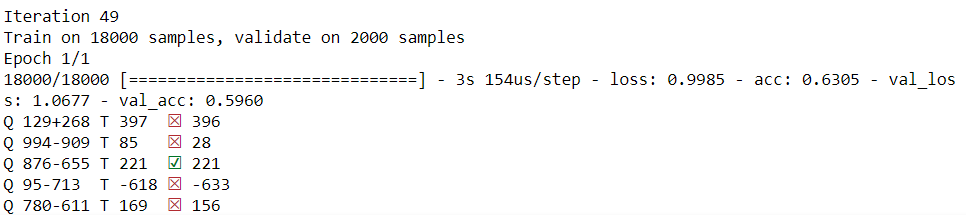 Iteration 49
Train on 18000 samples, validate on 2000 samples
Epoch 1/1
18000/18000 [==============================] - 3s 154us/step - loss: 0.9985 - acc: 0.6305 - val_los
s: 1.0677 - val_acc: 0.5960
Q 129+268 T 397 ☒ 396
Q 994-909 T 85 ☒ 28
Q 876-655 T 221 ☑ 221
Q 95-713 T -618 ☒ -633
Q 780-611 T 169 ☒ 156